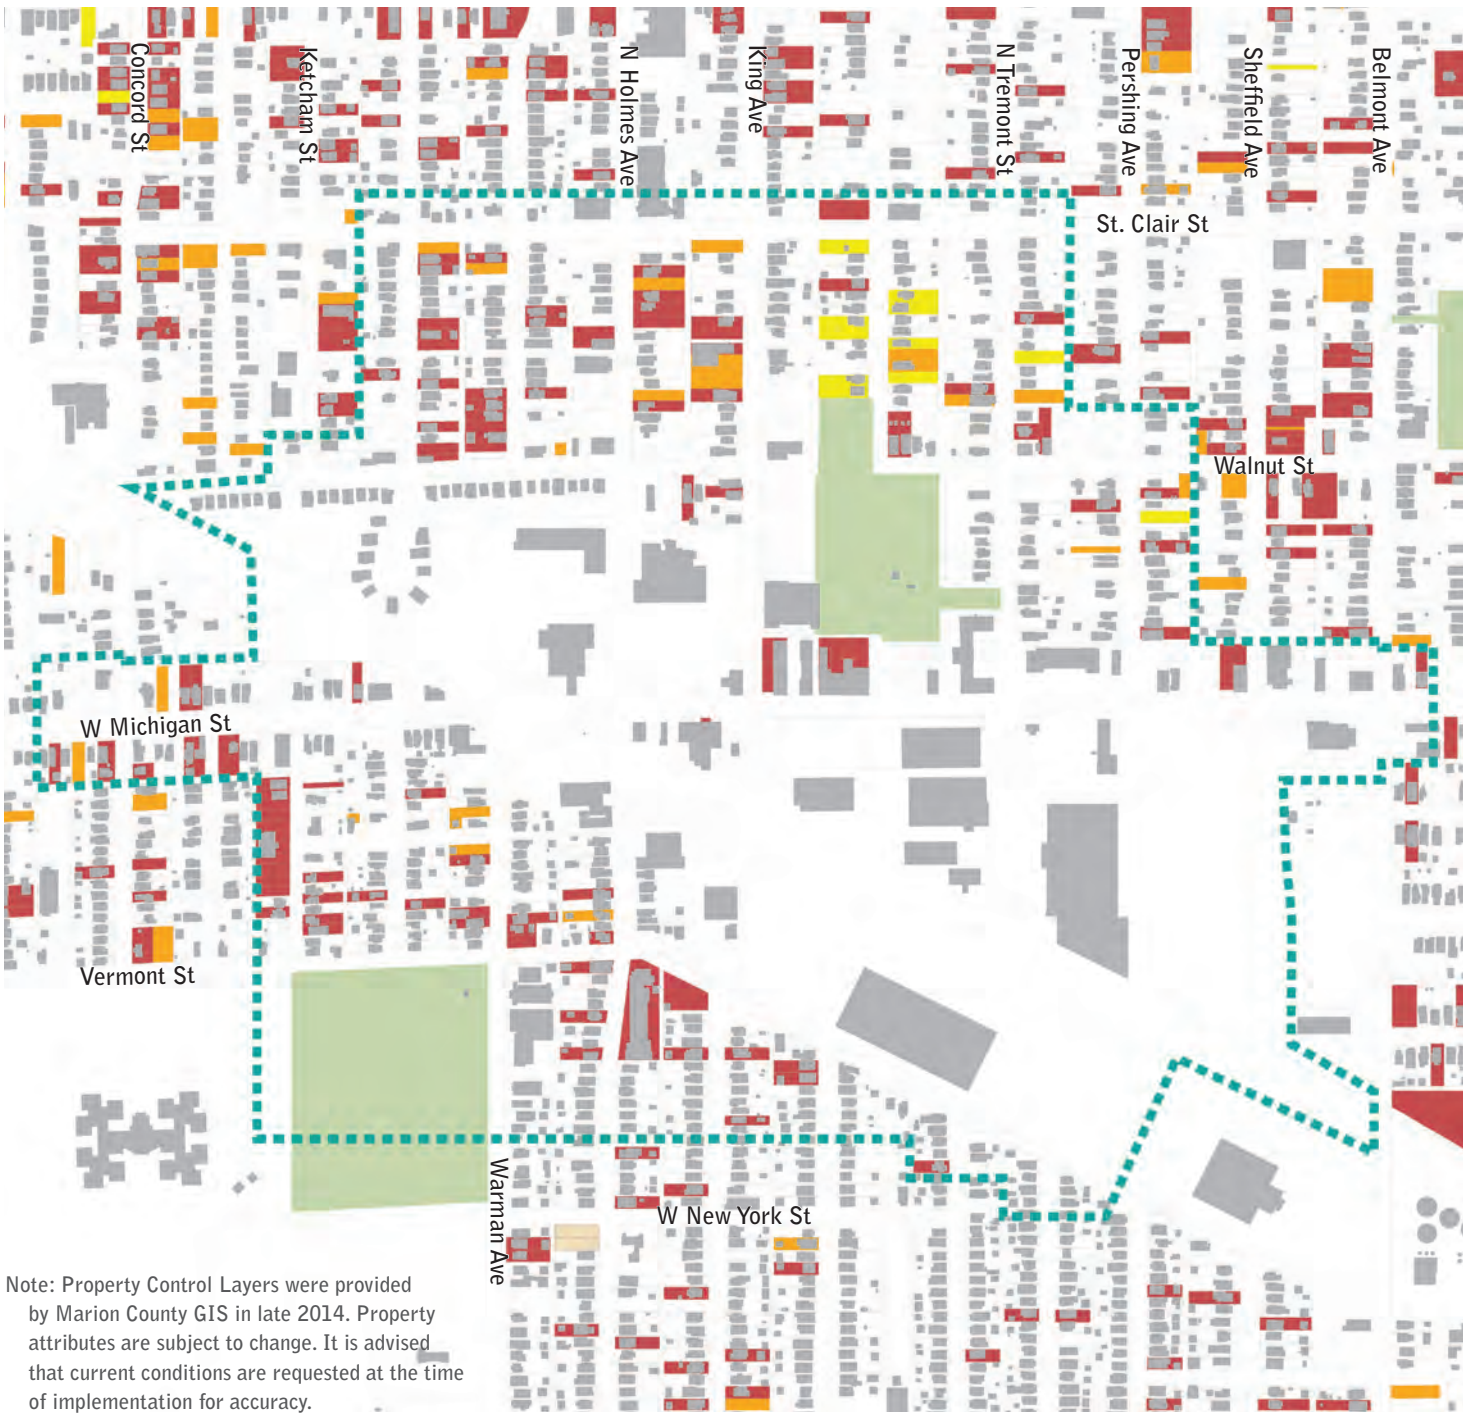 Concord St
Ketcham St
N Holmes Ave
King Ave
N Tremont St
Pershing Ave
Sheffield Ave
Belmont Ave
St. Clair St
Walnut St
W Michigan St
Vermont St
Warman Ave
W New York St
Note: Property Control Layers were provided
by Marion County GIS in late 2014. Property
attributes are subject to change. It is advised
that current conditions are requested at the time
of implementation for accuracy.